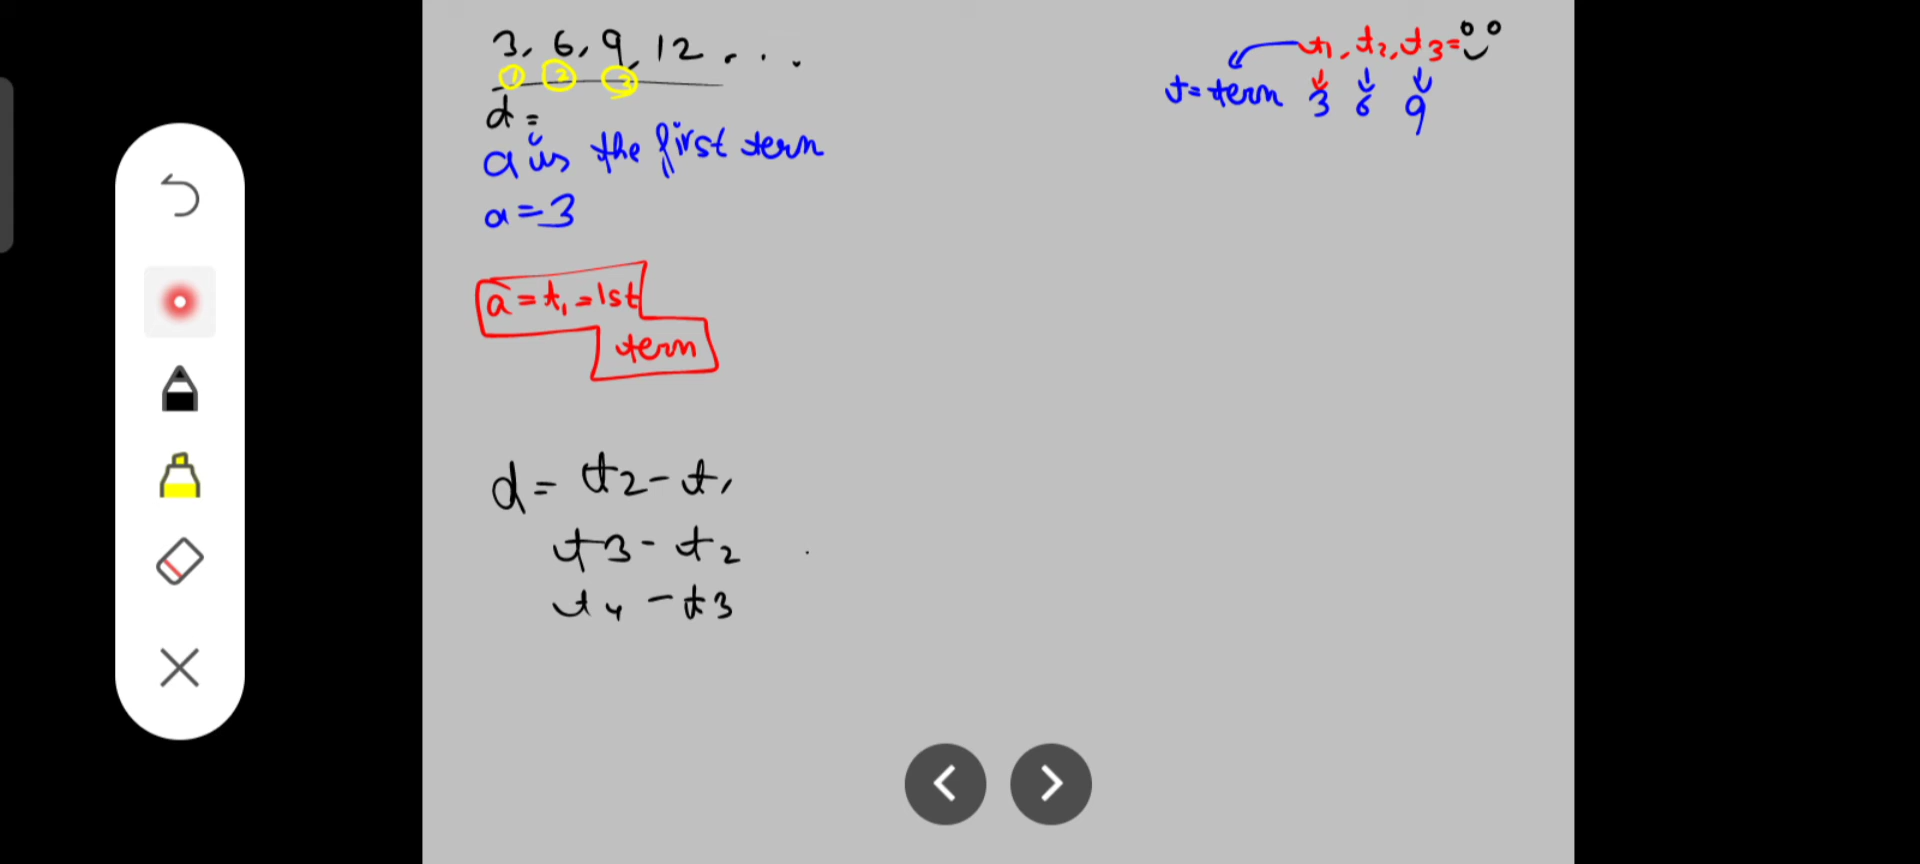 3, 6, 9, 12 . . .
1 2 3
d =
a is the first term
a = 3
a = t1 = 1st
term
d = t2 - t1
t3 - t2
t4 - t3
t1, t2, t3 =
t = term 3 6 9